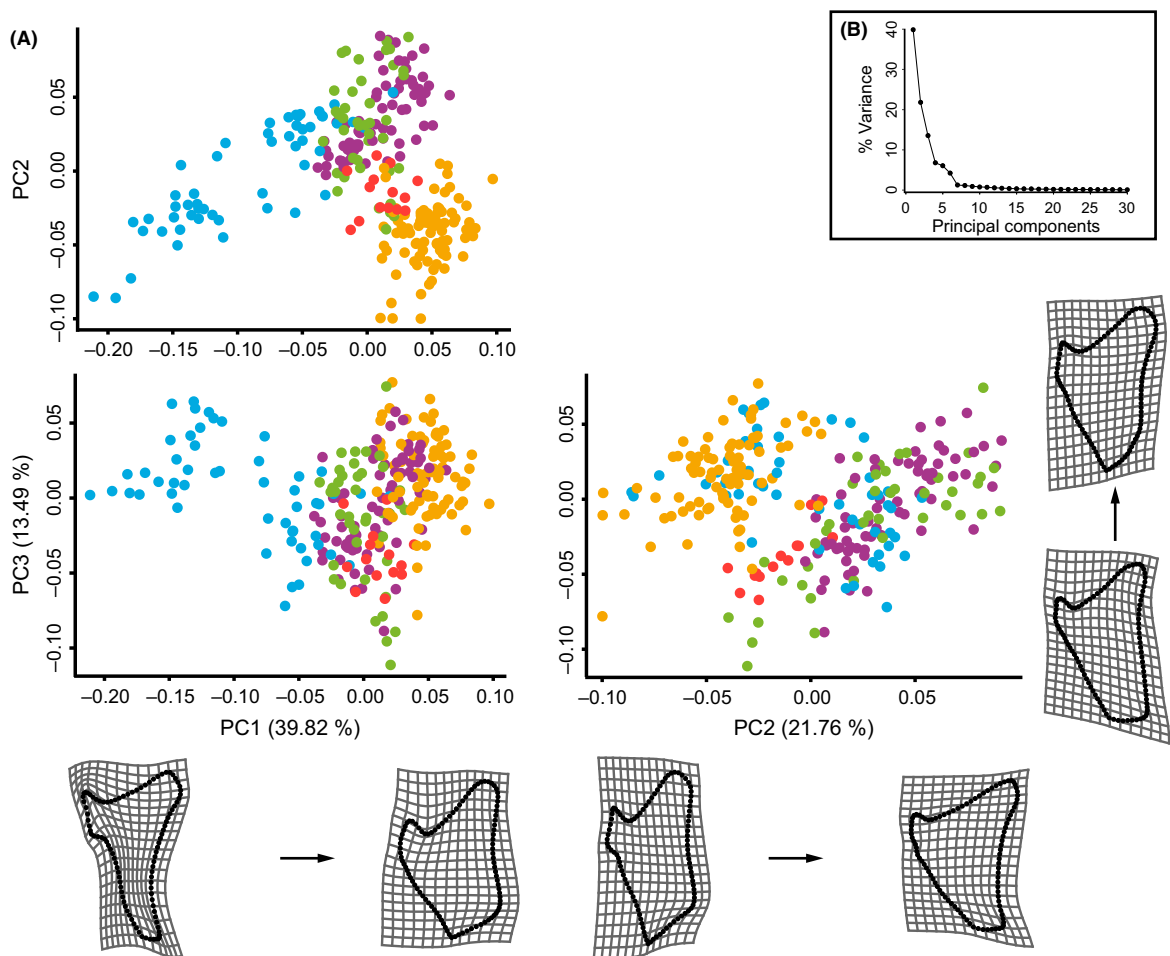 (A)
PC2
0.05
0.00
−0.05
−0.10
−0.20 −0.15 −0.10 −0.05 0.00 0.05 0.10
(B)
% Variance
40
30
20
10
0
0 5 10 15 20 25 30
Principal components
PC3 (13.49 %)
0.05
0.00
−0.05
−0.10
−0.20 −0.15 −0.10 −0.05 0.00 0.05 0.10
PC1 (39.82 %)
0.05
0.00
−0.05
−0.10
−0.10 −0.05 0.00 0.05
PC2 (21.76 %)